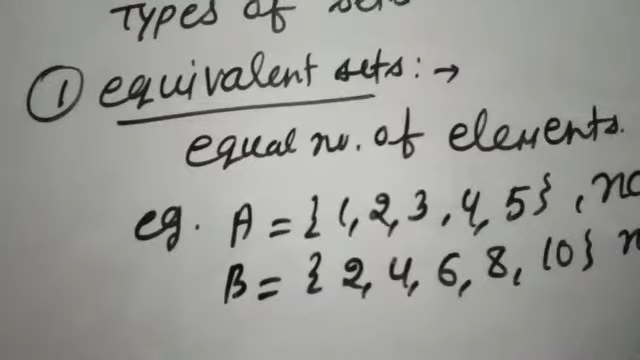 Types of sets
① equivalent sets: →
equal no. of elements.
eg. A = { 1, 2, 3, 4, 5} ,
B = { 2, 4, 6, 8, 10}